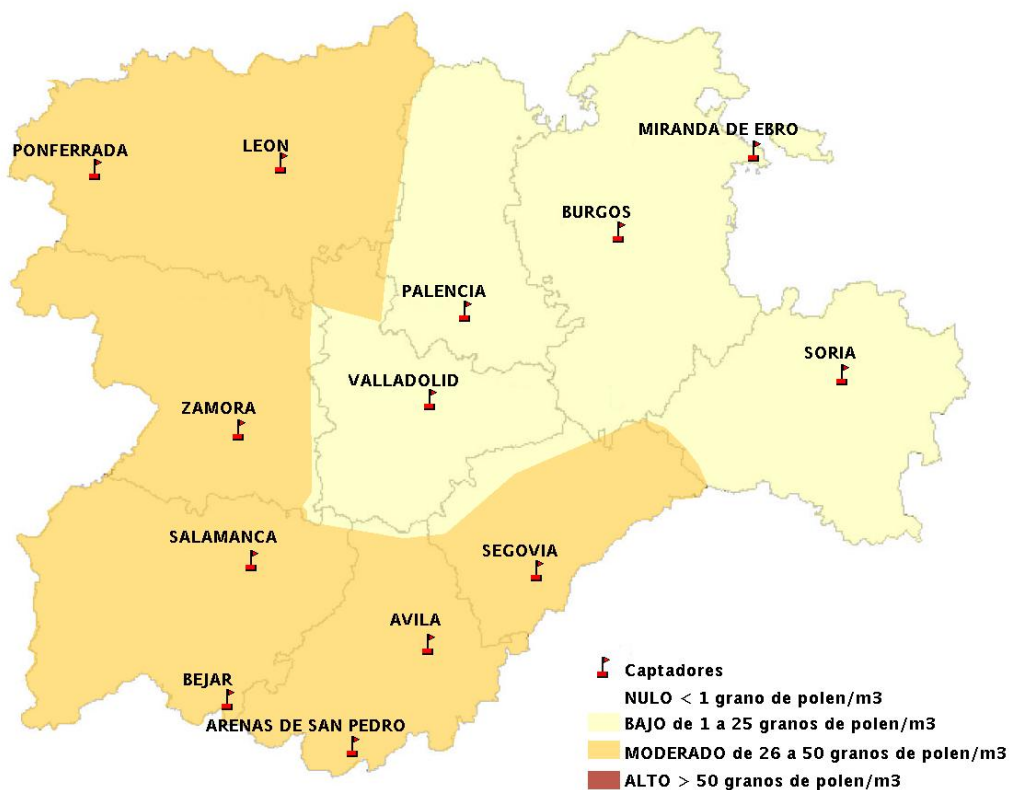 MIRANDA DE EBRO
PONFERRADA
LEON
BURGOS
PALENCIA
SORIA
VALLADOLID
ZAMORA
SALAMANCA
SEGOVIA
AVILA
BEJAR
ARENAS DE SAN PEDRO
Captadores
NULO < 1 grano de polen/m3
BAJO de 1 a 25 granos de polen/m3
MODERADO de 26 a 50 granos de polen/m3
ALTO > 50 granos de polen/m3